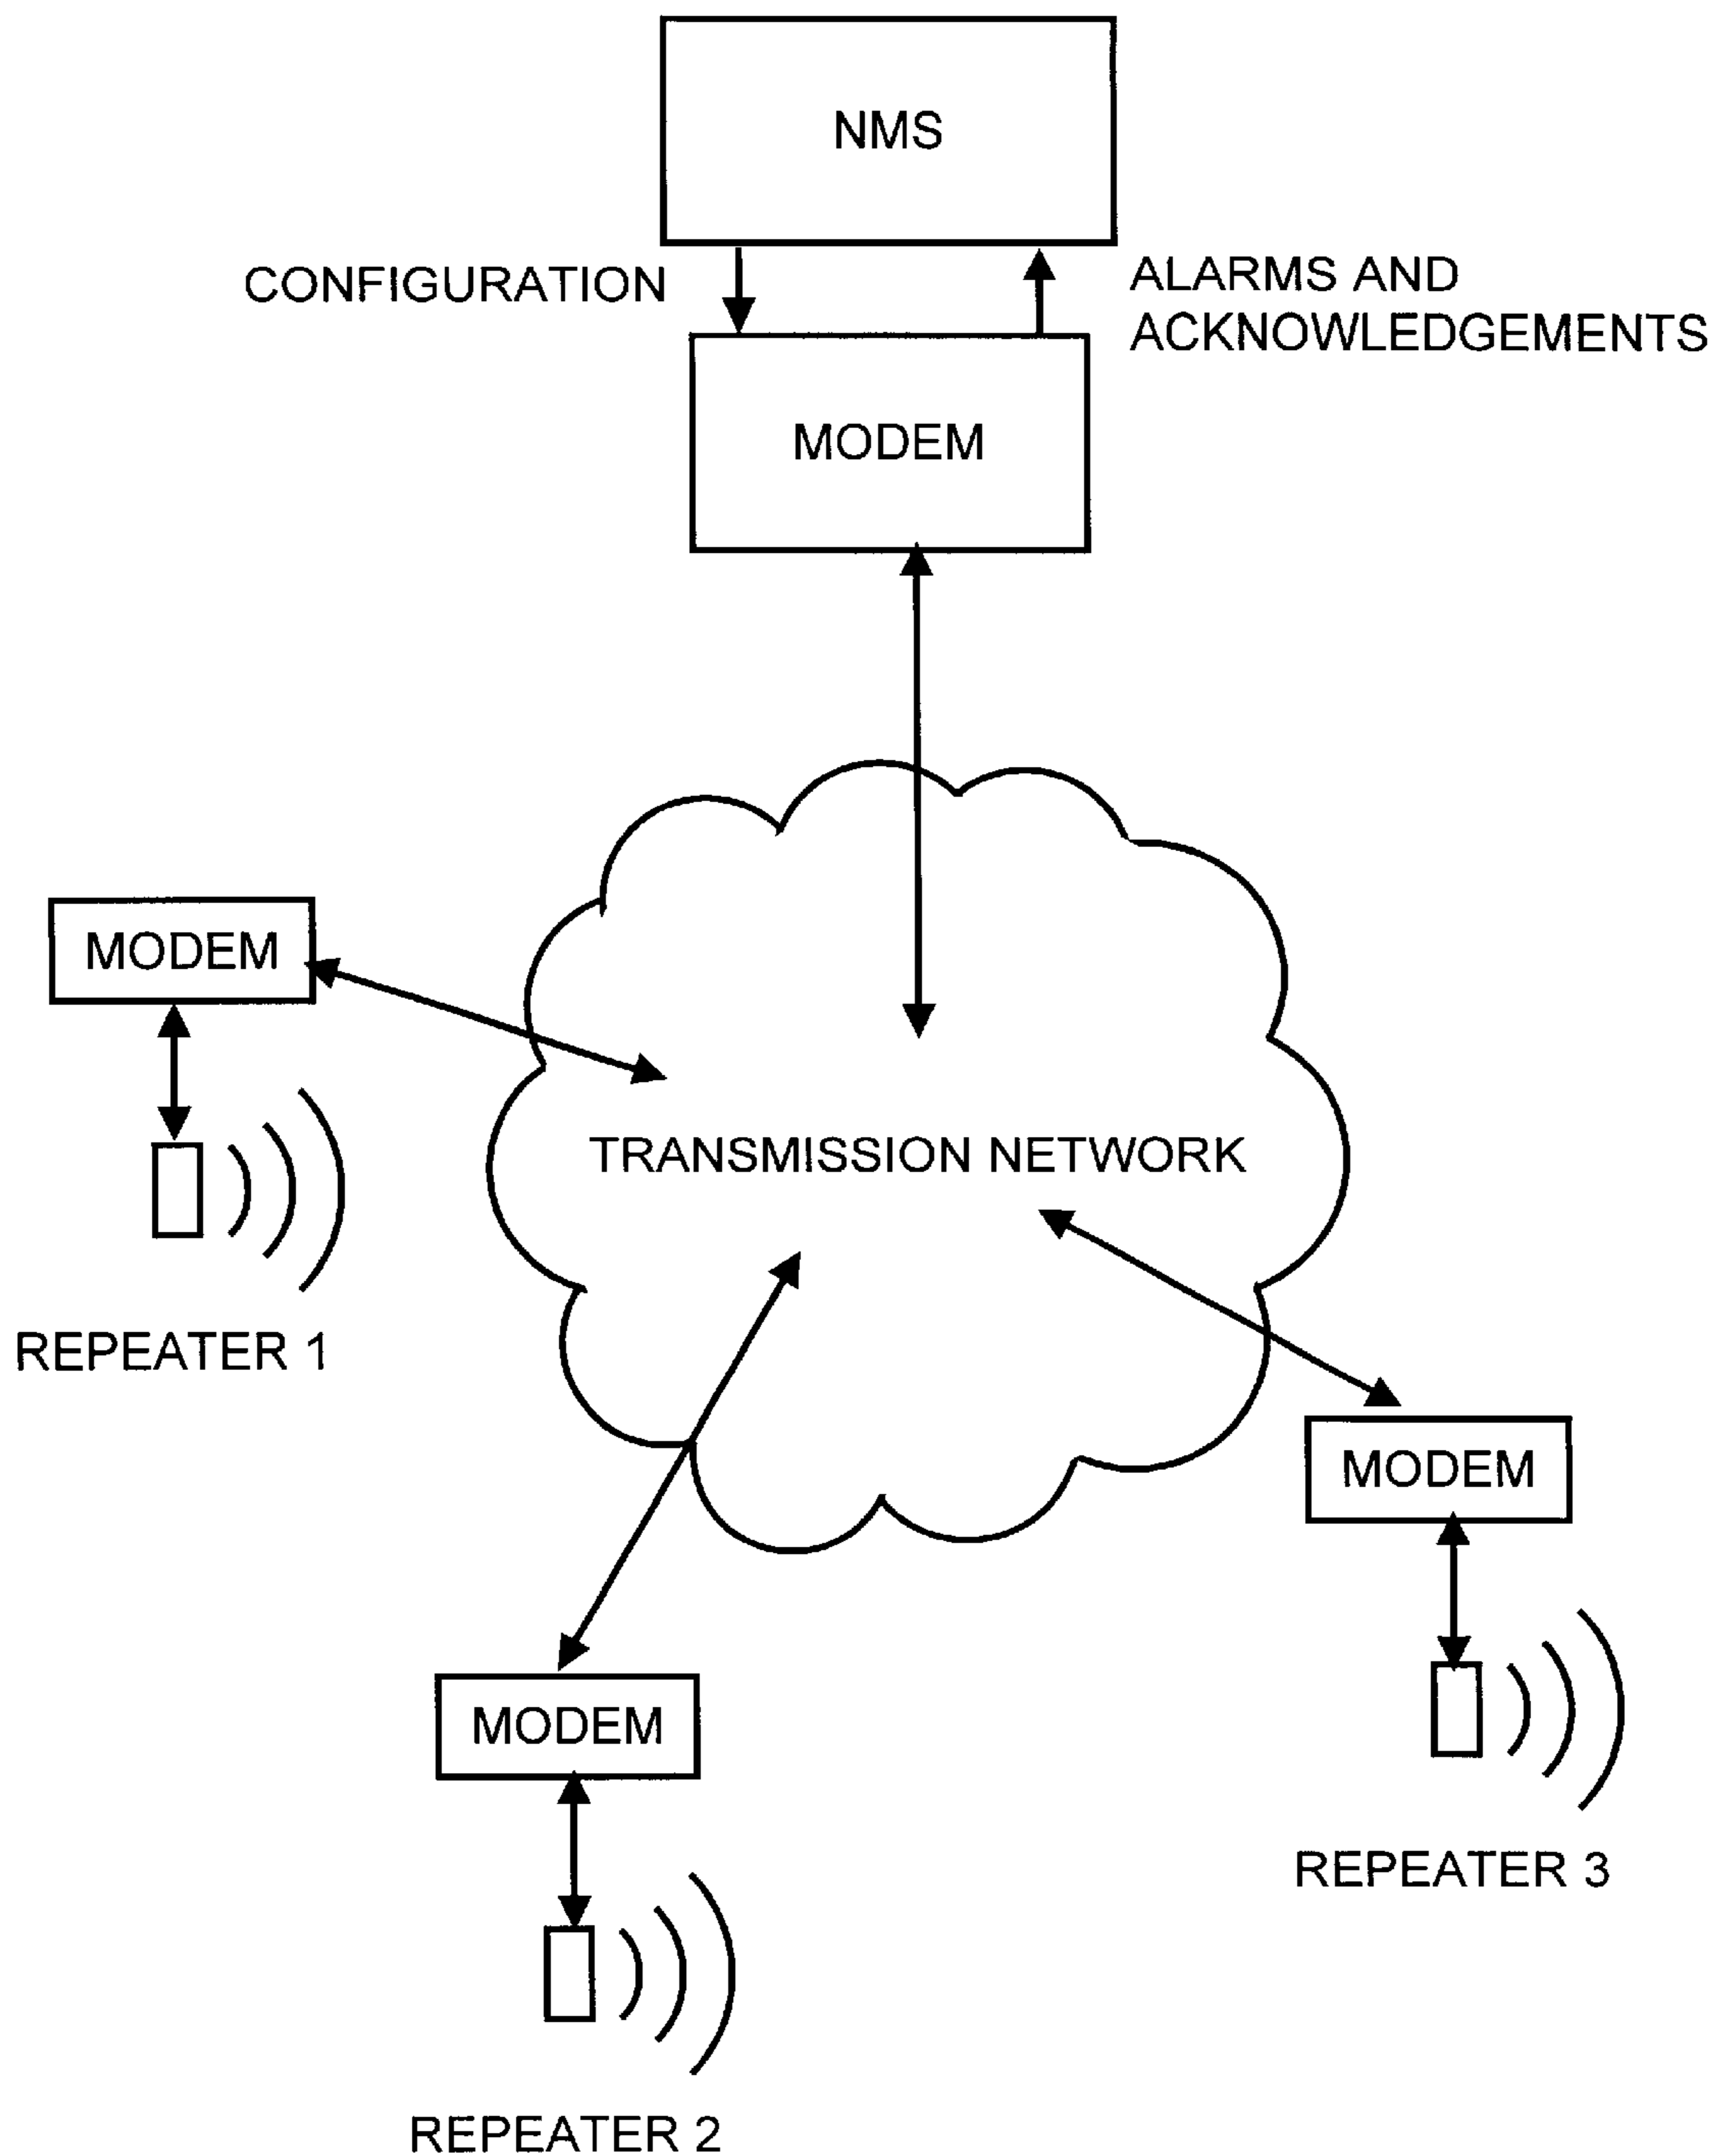 NMS
CONFIGURATION
ALARMS AND
ACKNOWLEDGEMENTS
MODEM
MODEM
TRANSMISSION NETWORK
REPEATER 1
MODEM
MODEM
REPEATER 3
REPEATER 2